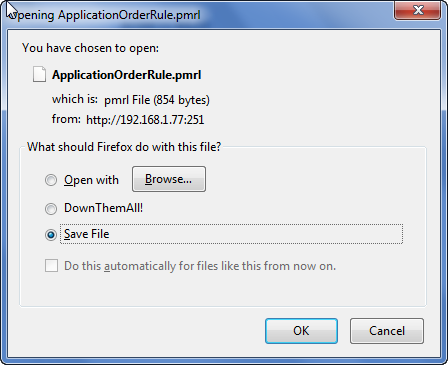 Opening ApplicationOrderRule.pmrl
You have chosen to open:
ApplicationOrderRule.pmrl
which is: pmrl File (854 bytes)
from: http://192.168.1.77:251
What should Firefox do with this file?
Open with
Browse...
DownThemAll!
Save File
Do this automatically for files like this from now on.
OK
Cancel